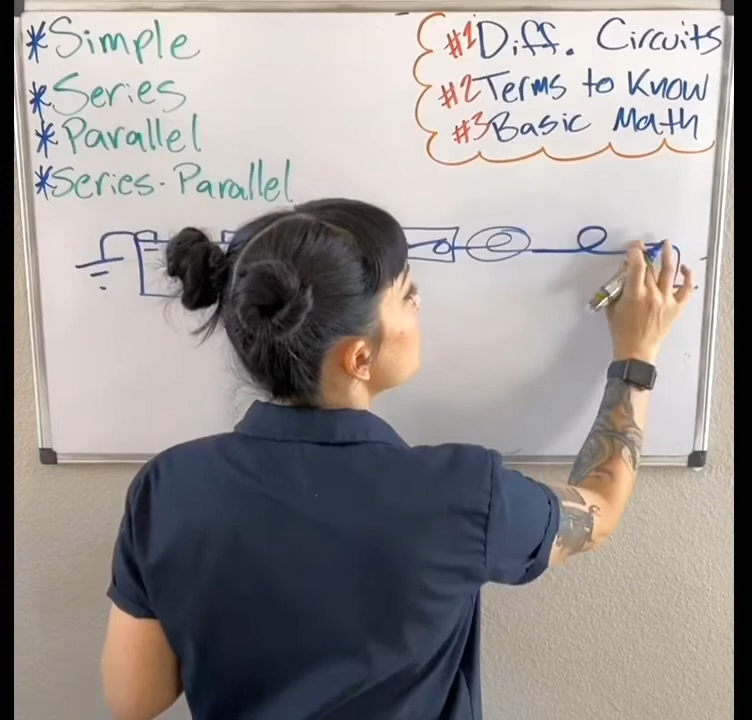 *Simple
*Series
*Parallel
*Series-Parallel
#1 Diff. Circuits
#2 Terms to Know
#3 Basic Math